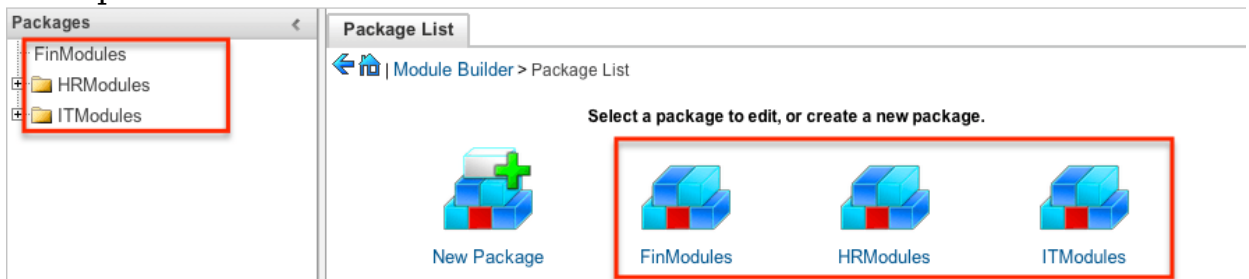 Packages
FinModules
HRModules
ITModules
Package List
| Module Builder > Package List
Select a package to edit, or create a new package.
New Package FinModules HRModules ITModules